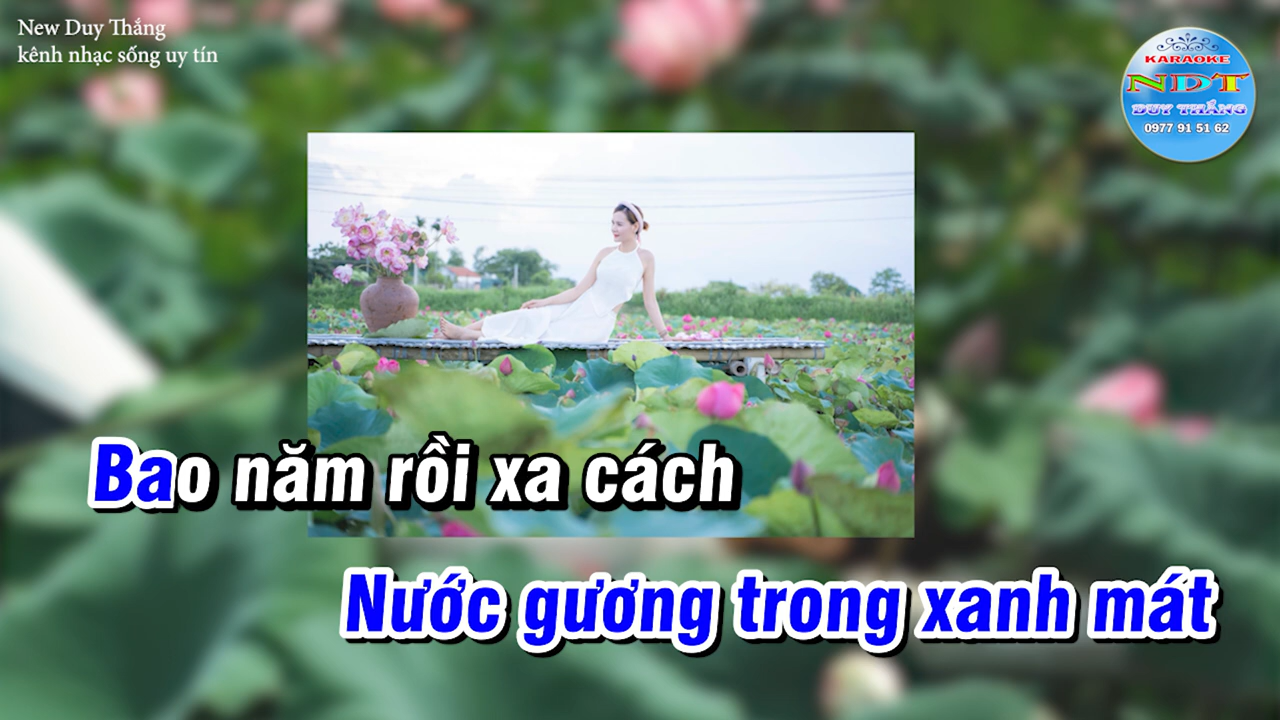 New Duy Thắng
kênh nhạc sống uy tín
KARAOKE
NDT
DUY THẮNG
0977 91 51 62
Bao năm rồi xa cách
Nước gương trong xanh mát